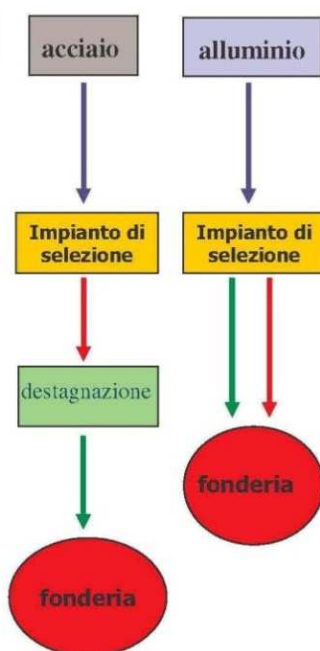 acciaio
alluminio
Impianto di
selezione
Impianto di
selezione
destagnazione
fonderia
fonderia